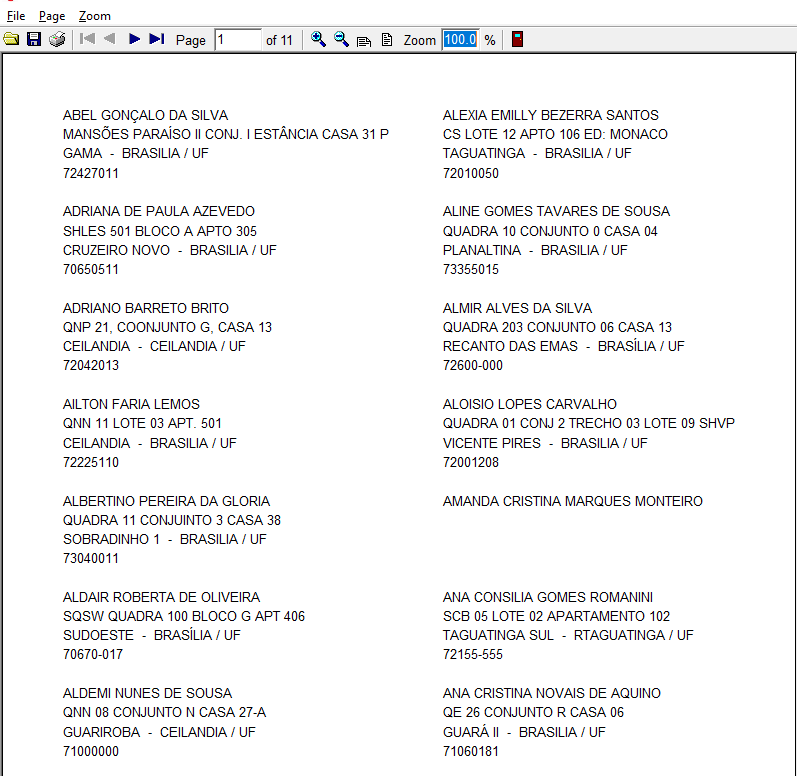 File Page Zoom
Page 1 of 11 Zoom 100.0 %
ABEL GONÇALO DA SILVA
MANSÕES PARAÍSO II CONJ. I ESTÂNCIA CASA 31 P
GAMA - BRASILIA / UF
72427011
ADRIANA DE PAULA AZEVEDO
SHLES 501 BLOCO A APTO 305
CRUZEIRO NOVO - BRASILIA / UF
70650511
ADRIANO BARRETO BRITO
QNP 21, COONJUNTO G, CASA 13
CEILANDIA - CEILANDIA / UF
72042013
AILTON FARIA LEMOS
QNN 11 LOTE 03 APT. 501
CEILANDIA - BRASILIA / UF
72225110
ALBERTINO PEREIRA DA GLORIA
QUADRA 11 CONJUINTO 3 CASA 38
SOBRADINHO 1 - BRASILIA / UF
73040011
ALDAIR ROBERTA DE OLIVEIRA
SQSW QUADRA 100 BLOCO G APT 406
SUDOESTE - BRASÍLIA / UF
70670-017
ALDEMI NUNES DE SOUSA
QNN 08 CONJUNTO N CASA 27-A
GUARIROBA - CEILANDIA / UF
71000000
ALEXIA EMILLY BEZERRA SANTOS
CS LOTE 12 APTO 106 ED: MONACO
TAGUATINGA - BRASILIA / UF
72010050
ALINE GOMES TAVARES DE SOUSA
QUADRA 10 CONJUNTO 0 CASA 04
PLANALTINA - BRASILIA / UF
73355015
ALMIR ALVES DA SILVA
QUADRA 203 CONJUNTO 06 CASA 13
RECANTO DAS EMAS - BRASÍLIA / UF
72600-000
ALOISIO LOPES CARVALHO
QUADRA 01 CONJ 2 TRECHO 03 LOTE 09 SHVP
VICENTE PIRES - BRASILIA / UF
72001208
AMANDA CRISTINA MARQUES MONTEIRO
ANA CONSILIA GOMES ROMANINI
SCB 05 LOTE 02 APARTAMENTO 102
TAGUATINGA SUL - RTAGUATINGA / UF
72155-555
ANA CRISTINA NOVAIS DE AQUINO
QE 26 CONJUNTO R CASA 06
GUARÁ II - BRASILIA / UF
71060181